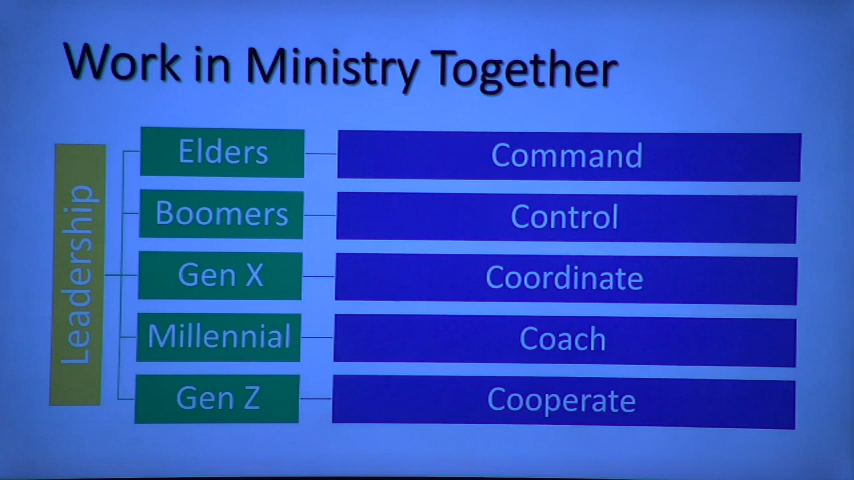 Work in Ministry Together
Leadership
Elders
Command
Boomers
Control
Gen X
Coordinate
Millennial
Coach
Gen Z
Cooperate